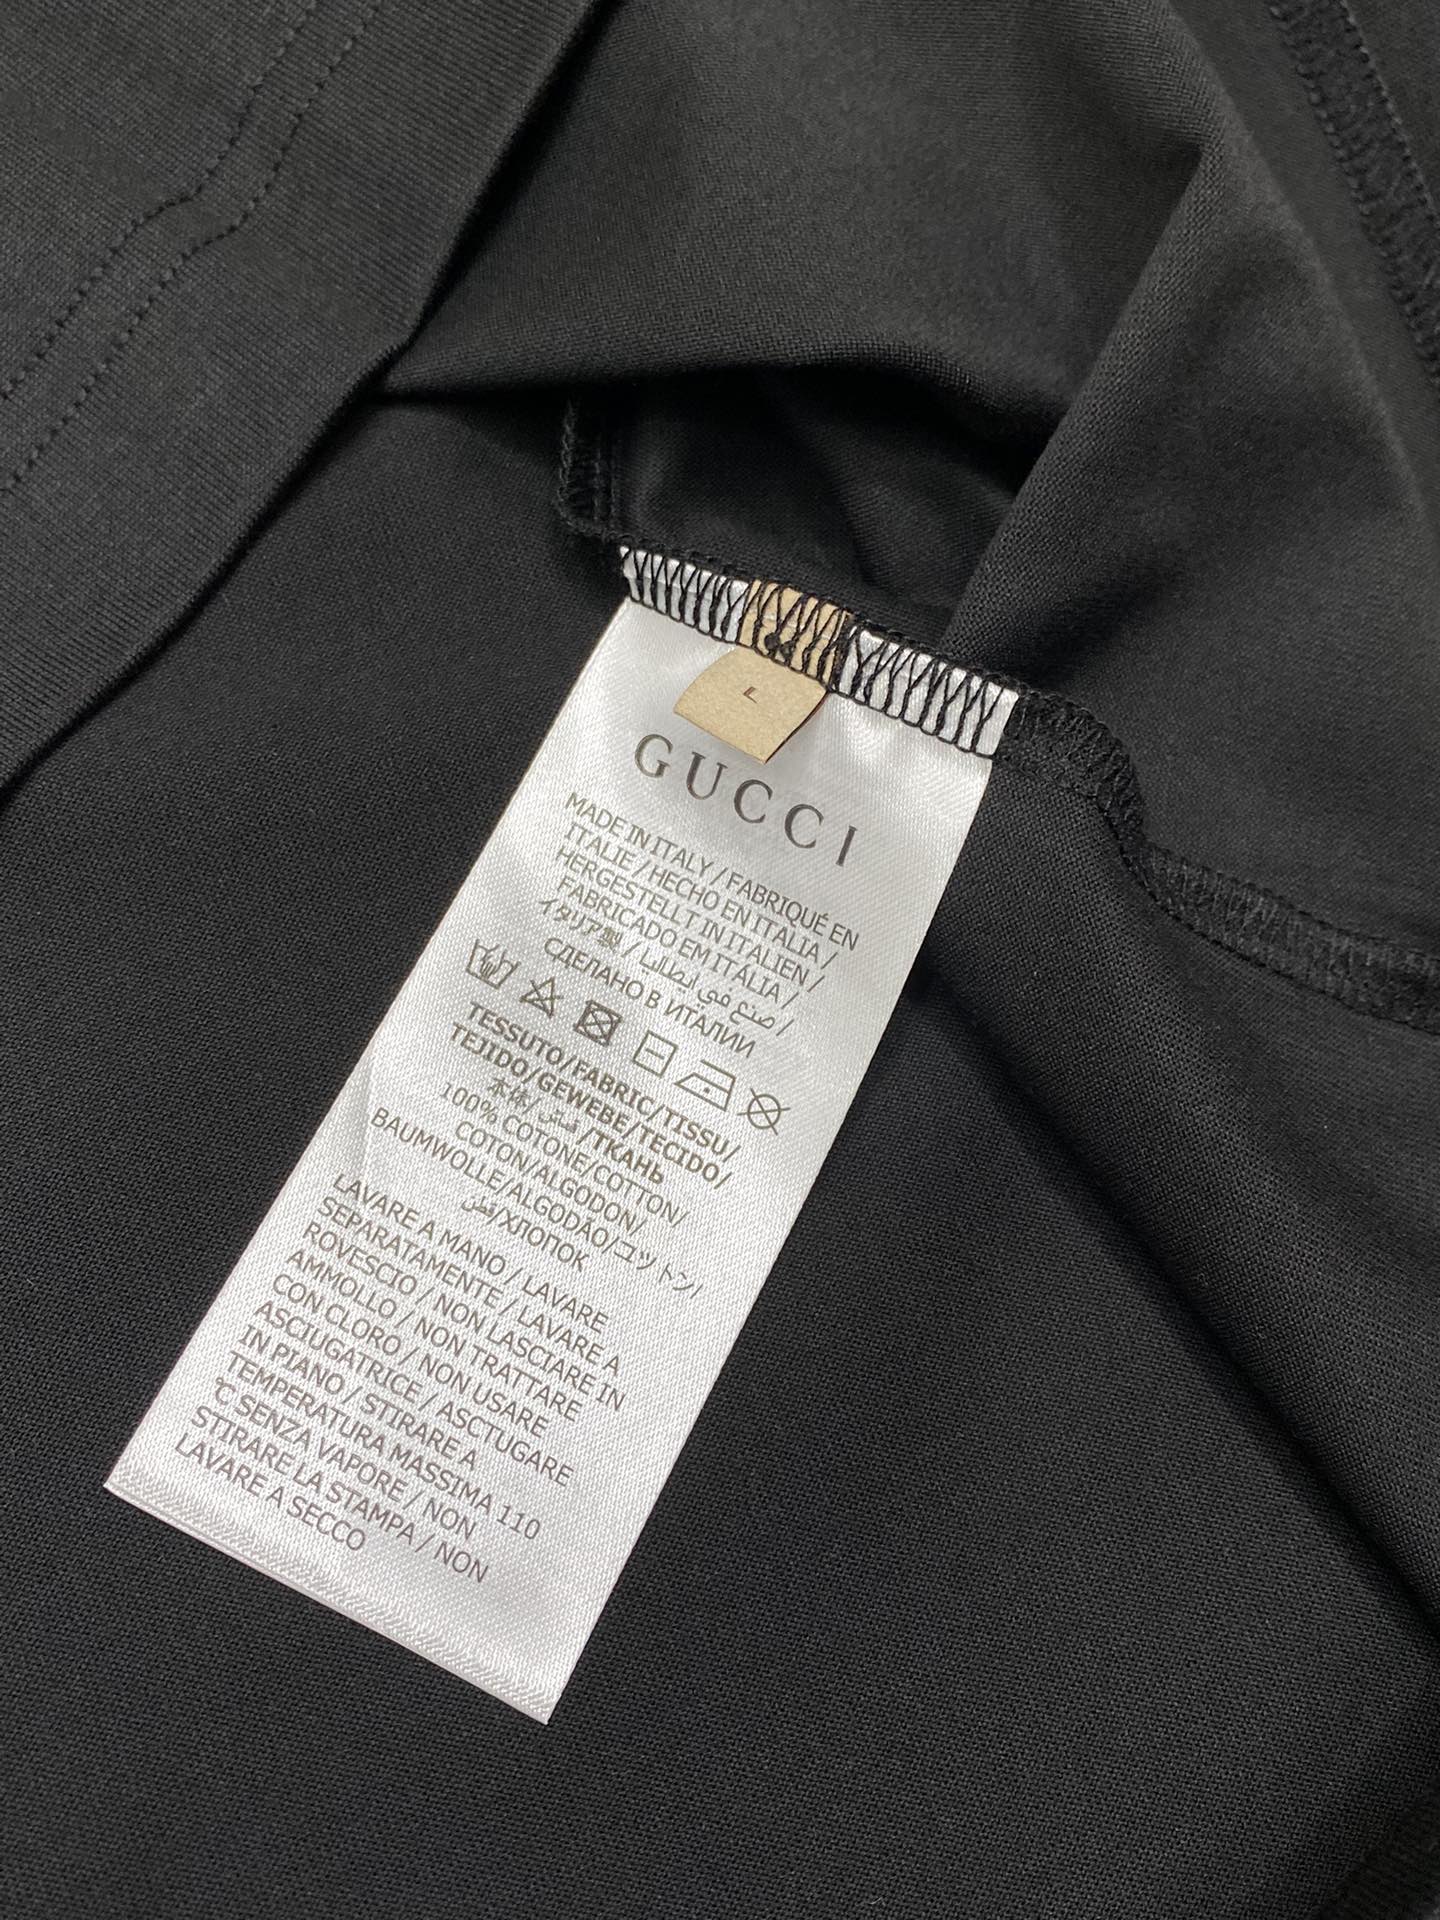 L
GUCCI
MADE IN ITALY / FABRIQUÉ EN
ITALIE / HECHO EN ITALIA /
HERGESTELLT IN ITALIEN /
FABRICADO EM ITÁLIA /
イタリア製 / صنع في ايطاليا /
СДЕЛАНО В ИТАЛИИ
TESSUTO/FABRIC/TISSU/
TEJIDO/GEWEBE/TECIDO/
本体/قماش/ТКАНЬ
100% COTONE/COTTON/
COTON/ALGODON/
BAUMWOLLE/ALGODÃO/コットン/
قطن/ХЛОПОК
LAVARE A MANO / LAVARE
SEPARATAMENTE / LAVARE A
ROVESCIO / NON LASCIARE IN
AMMOLLO / NON TRATTARE
CON CLORO / NON USARE
ASCIUGATRICE / ASCTUGARE
IN PIANO / STIRARE A
TEMPERATURA MASSIMA 110
°C SENZA VAPORE / NON
STIRARE LA STAMPA / NON
LAVARE A SECCO